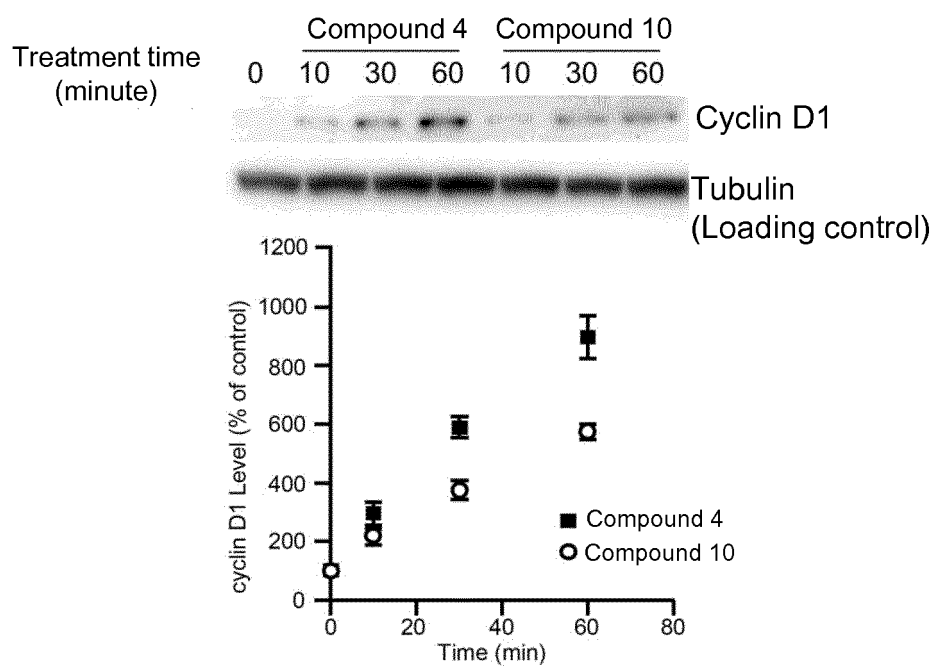 Compound 4 Compound 10
Treatment time
(minute)
0 10 30 60 10 30 60
Cyclin D1
Tubulin
(Loading control)
1200
1000
800
600
400
200
0
cyclin D1 Level (% of control)
Compound 4
Compound 10
0 20 40 60 80
Time (min)